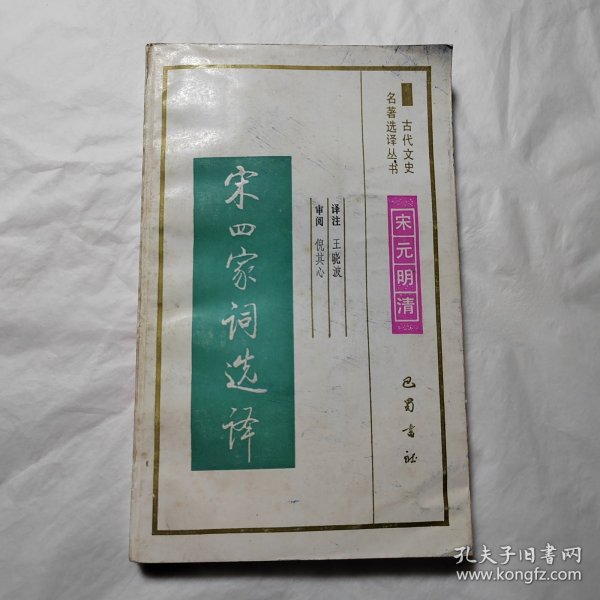 古代文史
名著选译丛书
宋元明清
巴蜀书社
译注 王晓波
审阅 倪其心
宋四家词选译
孔夫子旧书网
www.kongfz.com